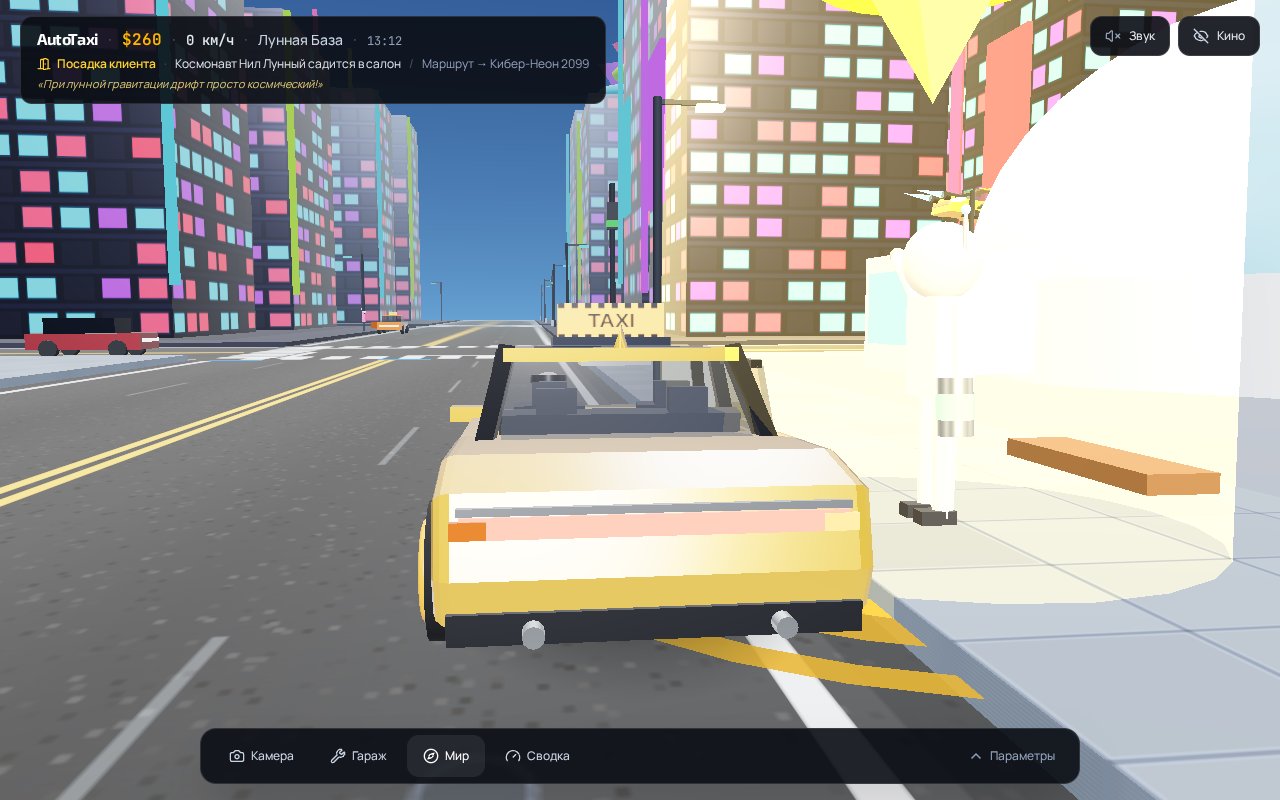 AutoTaxi · $260 · 0 км/ч · Лунная База · 13:12
Посадка клиента · Космонавт Нил Лунный садится в салон / Маршрут → Кибер-Неон 2099
«При лунной гравитации дрифт просто космический!»
Звук
Кино
TAXI
Камера
Гараж
Мир
Сводка
Параметры